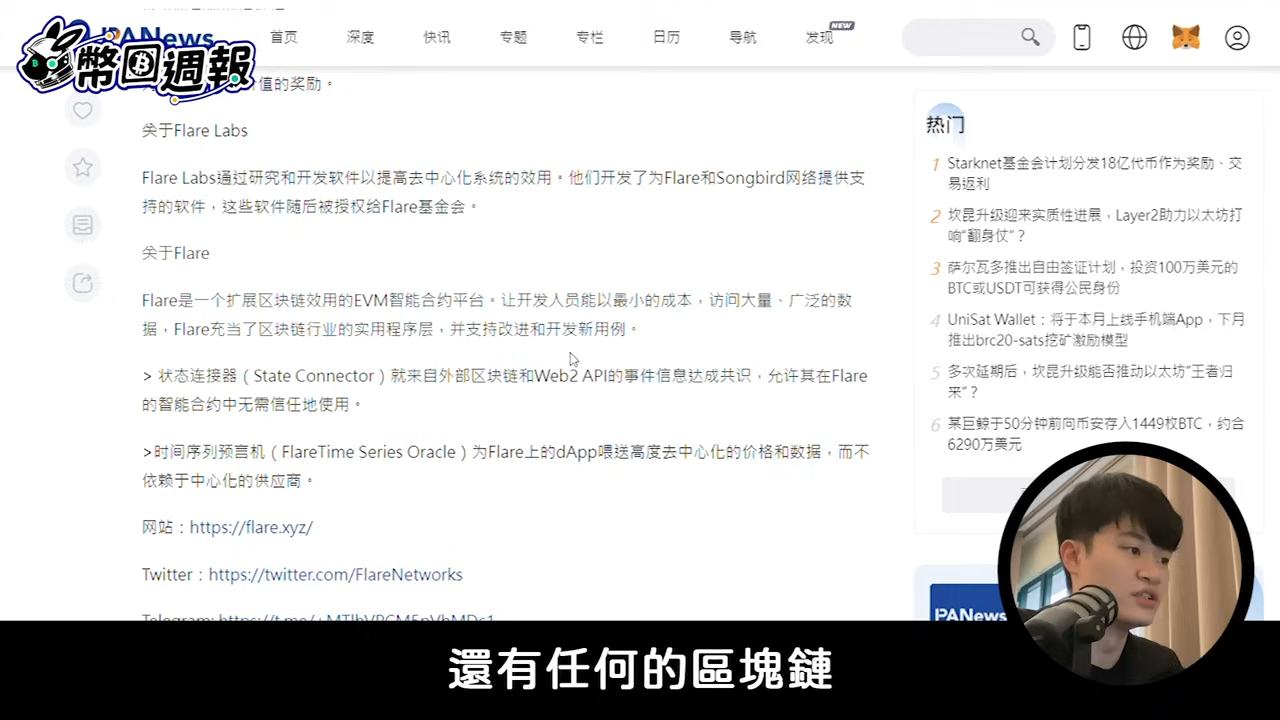 幣回週報
PANews
首页 深度 快讯 专题 专栏 日历 导航 发现 NEW
值的奖励。
关于Flare Labs
Flare Labs通过研究和开发软件以提高去中心化系统的效用。他们开发了为Flare和Songbird网络提供支
持的软件，这些软件随后被授权给Flare基金会。
关于Flare
Flare是一个扩展区块链效用的EVM智能合约平台。让开发人员能以最小的成本，访问大量、广泛的数
据，Flare充当了区块链行业的实用程序层，并支持改进和开发新用例。
> 状态连接器（State Connector）就来自外部区块链和Web2 API的事件信息达成共识，允许其在Flare
的智能合约中无需信任地使用。
>时间序列预言机（FlareTime Series Oracle）为Flare上的dApp喂送高度去中心化的价格和数据，而不
依赖于中心化的供应商。
网站：https://flare.xyz/
Twitter：https://twitter.com/FlareNetworks
热门
1 Starknet基金会计划分发18亿代币作为奖励、交
易返利
2 坎昆升级迎来实质性进展，Layer2助力以太坊打
响“翻身仗”？
3 萨尔瓦多推出自由签证计划，投资100万美元的
BTC或USDT可获得公民身份
4 UniSat Wallet：将于本月上线手机端App，下月
推出brc20-sats挖矿激励模型
5 多次延期后，坎昆升级能否推动以太坊“王者归
来”？
6 某巨鲸于50分钟前向币安存入1449枚BTC，约合
6290万美元
PANews
還有任何的區塊鏈